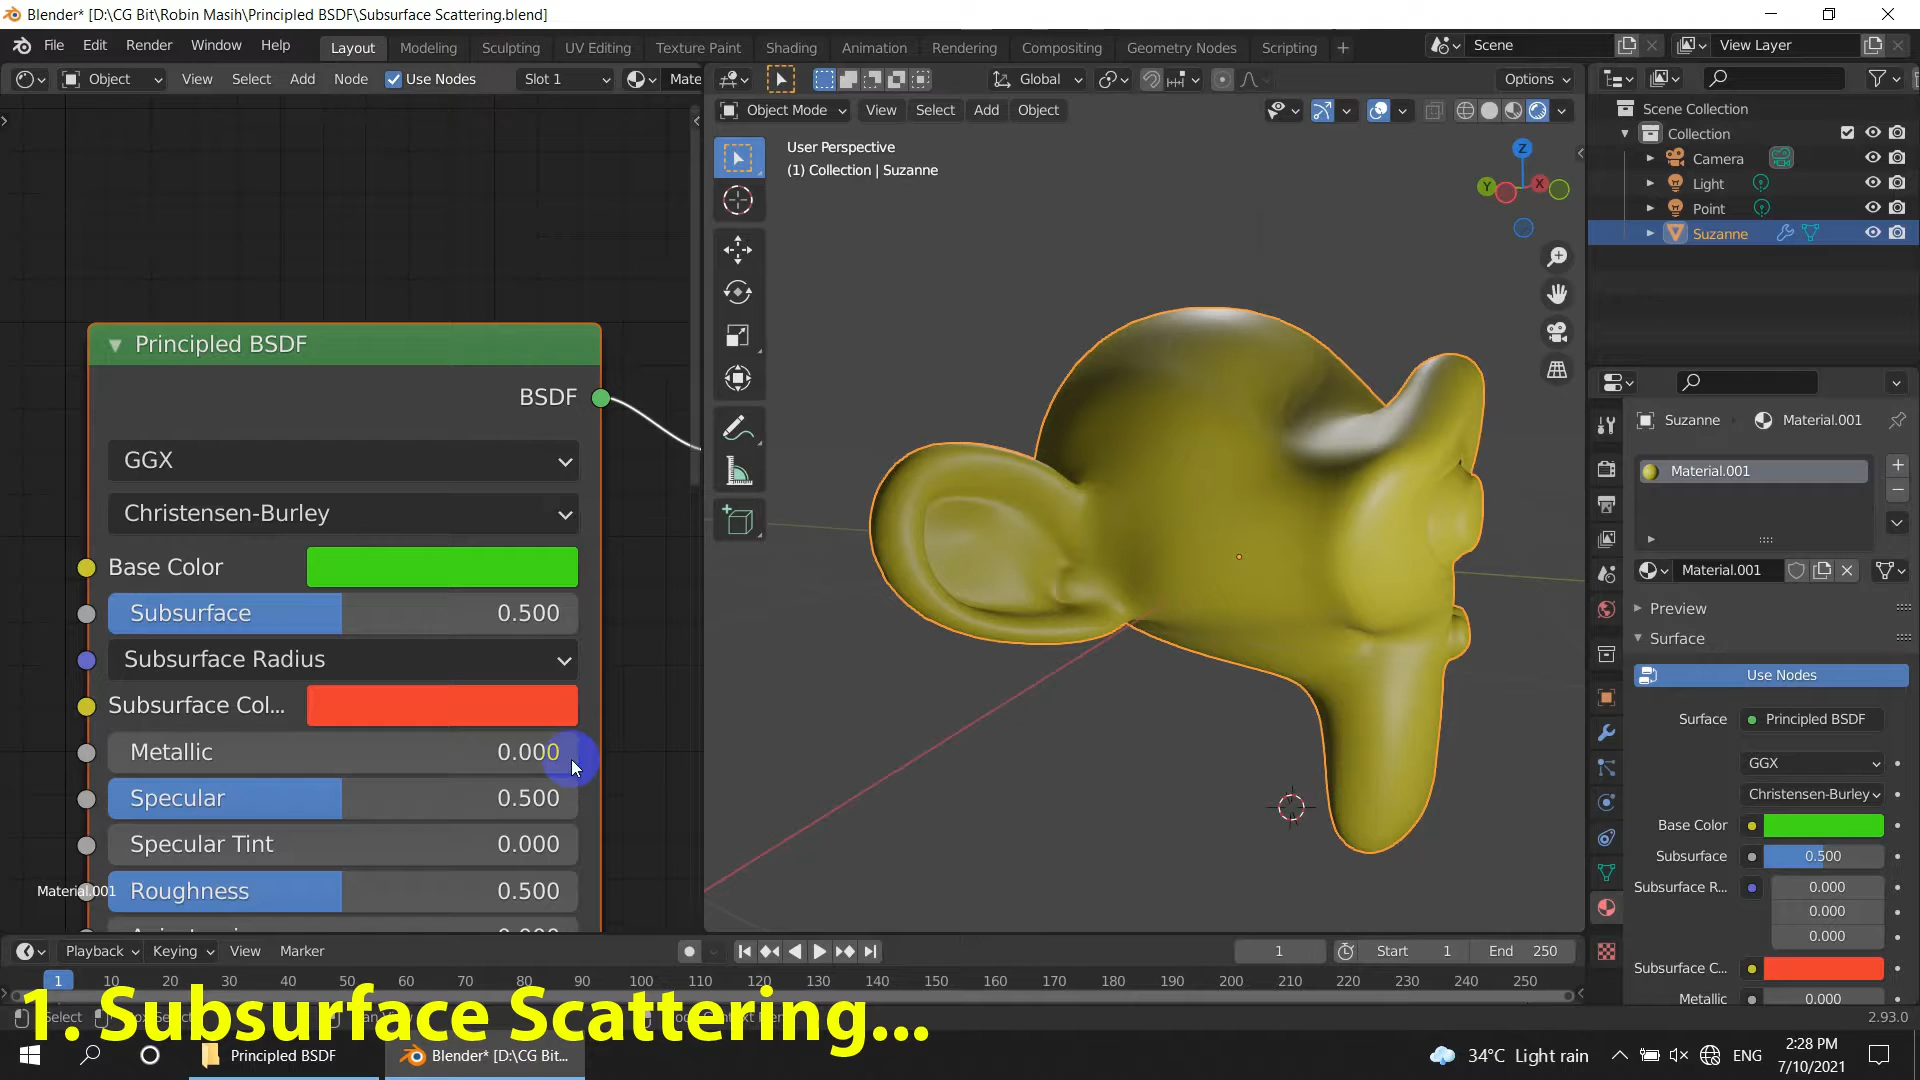 Blender* [D:\CG Bit\Robin Masih\Principled BSDF\Subsurface Scattering.blend]
File Edit Render Window Help Layout Modeling Sculpting UV Editing Texture Paint Shading Animation Rendering Compositing Geometry Nodes Scripting + Scene View Layer
Object View Select Add Node Use Nodes Slot 1 Mate Global Options
Object Mode View Select Add Object
User Perspective
(1) Collection | Suzanne
Z
Y
X
Scene Collection
Collection
Camera
Light
Point
Suzanne
Principled BSDF
BSDF
GGX
Christensen-Burley
Base Color
Subsurface 0.500
Subsurface Radius
Subsurface Col...
Metallic 0.000
Specular 0.500
Specular Tint 0.000
Roughness 0.500
Material.001
0.000
Suzanne Material.001
Material.001
Material.001
Preview
Surface
Use Nodes
Surface Principled BSDF
GGX
Christensen-Burley
Base Color
Subsurface 0.500
Subsurface R... 0.000
0.000
0.000
Subsurface C...
Metallic 0.000
Playback Keying View Marker 1 Start 1 End 250
1 10 20 30 40 50 60 70 80 90 100 110 120 130 140 150 160 170 180 190 200 210 220 230 240 250
1. Subsurface Scattering...
Select
2.93.0
Principled BSDF Blender* [D:\CG Bit... 34°C Light rain ENG 2:28 PM
7/10/2021